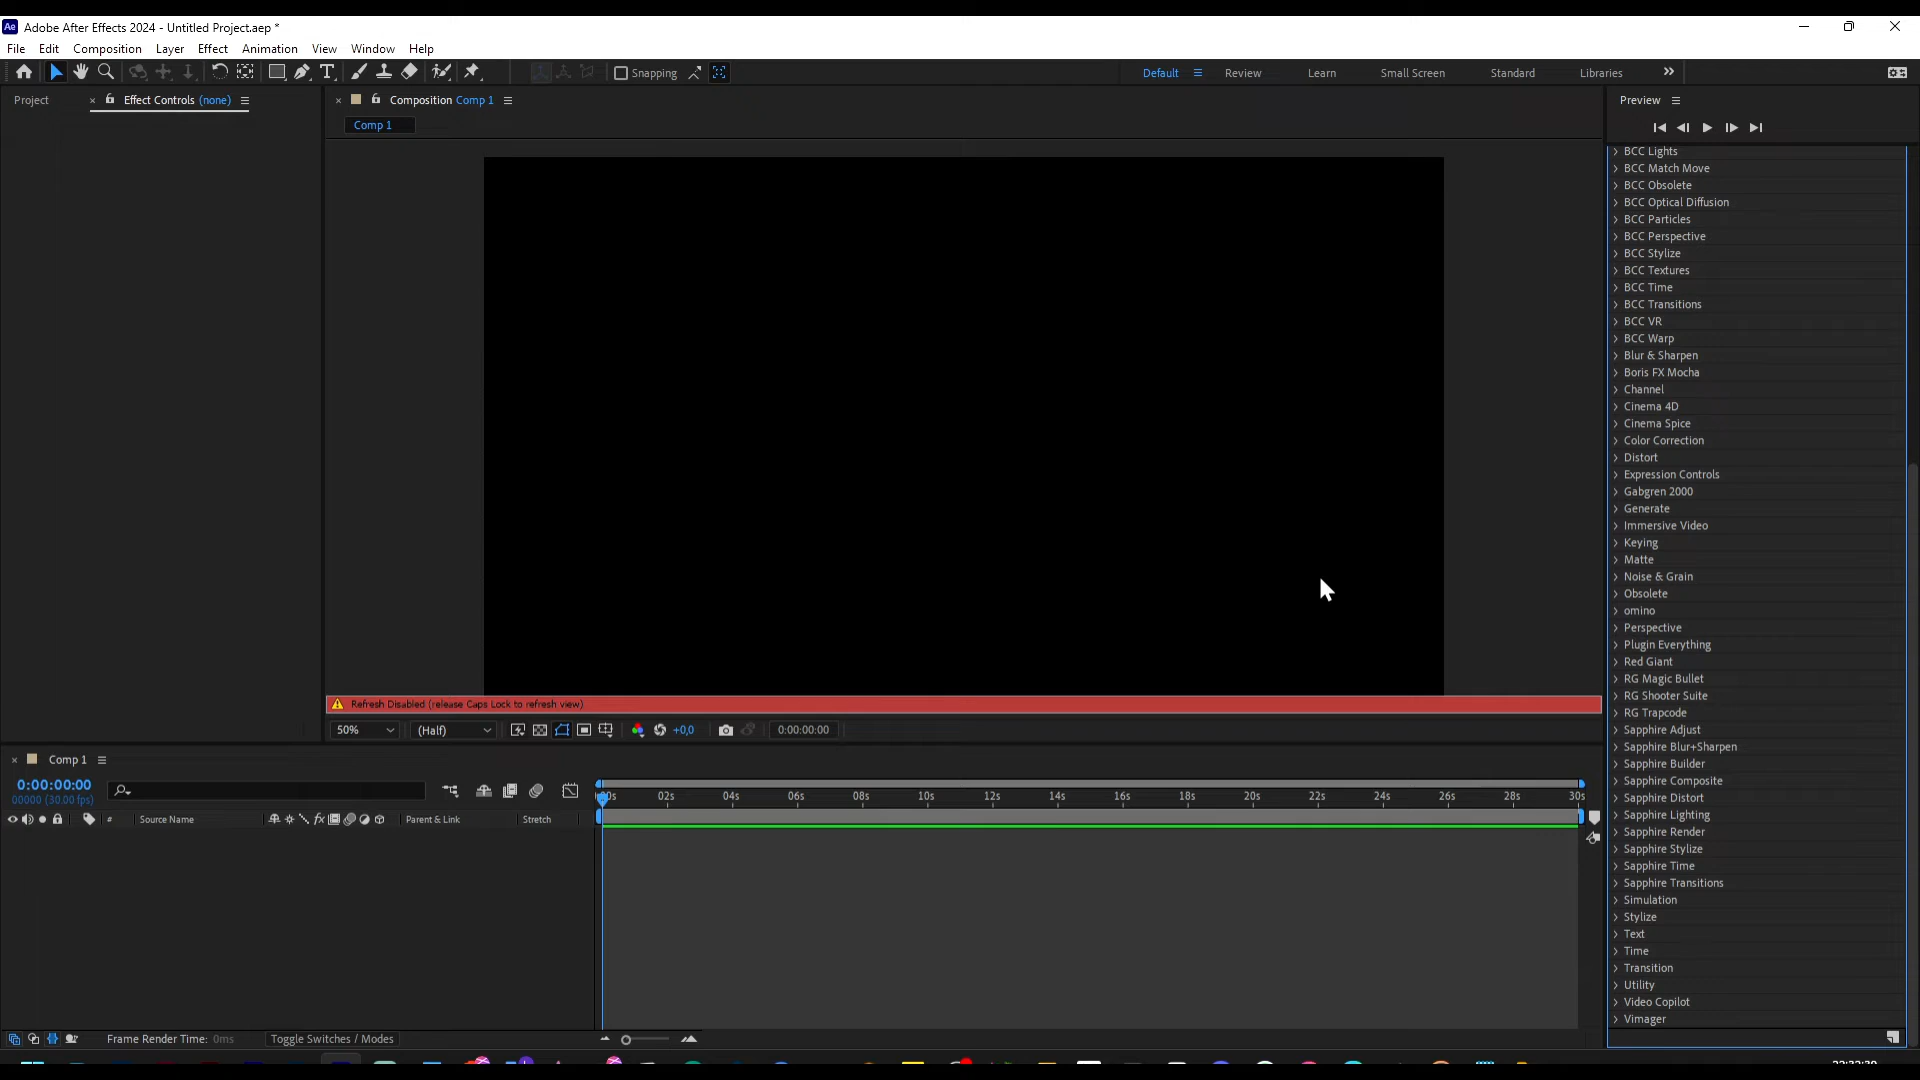 Ae Adobe After Effects 2024 - Untitled Project.aep *
File Edit Composition Layer Effect Animation View Window Help
Snapping
Default Review Learn Small Screen Standard Libraries
Project
Effect Controls (none)
Composition Comp 1
Comp 1
Preview
BCC Lights
BCC Match Move
BCC Obsolete
BCC Optical Diffusion
BCC Particles
BCC Perspective
BCC Stylize
BCC Textures
BCC Time
BCC Transitions
BCC VR
BCC Warp
Blur & Sharpen
Boris FX Mocha
Channel
Cinema 4D
Cinema Spice
Color Correction
Distort
Expression Controls
Gabgren 2000
Generate
Immersive Video
Keying
Matte
Noise & Grain
Obsolete
omino
Perspective
Plugin Everything
Red Giant
RG Magic Bullet
RG Shooter Suite
RG Trapcode
Sapphire Adjust
Sapphire Blur+Sharpen
Sapphire Builder
Sapphire Composite
Sapphire Distort
Sapphire Lighting
Sapphire Render
Sapphire Stylize
Sapphire Time
Sapphire Transitions
Simulation
Stylize
Text
Time
Transition
Utility
Video Copilot
Vimager
Refresh Disabled (release Caps Lock to refresh view)
50% (Half) +0,0 0:00:00:00
Comp 1
0:00:00:00
00000 (30.00 fps)
02s 04s 06s 08s 10s 12s 14s 16s 18s 20s 22s 24s 26s 28s 30s
# Source Name Parent & Link Stretch
Frame Render Time: 0ms Toggle Switches / Modes